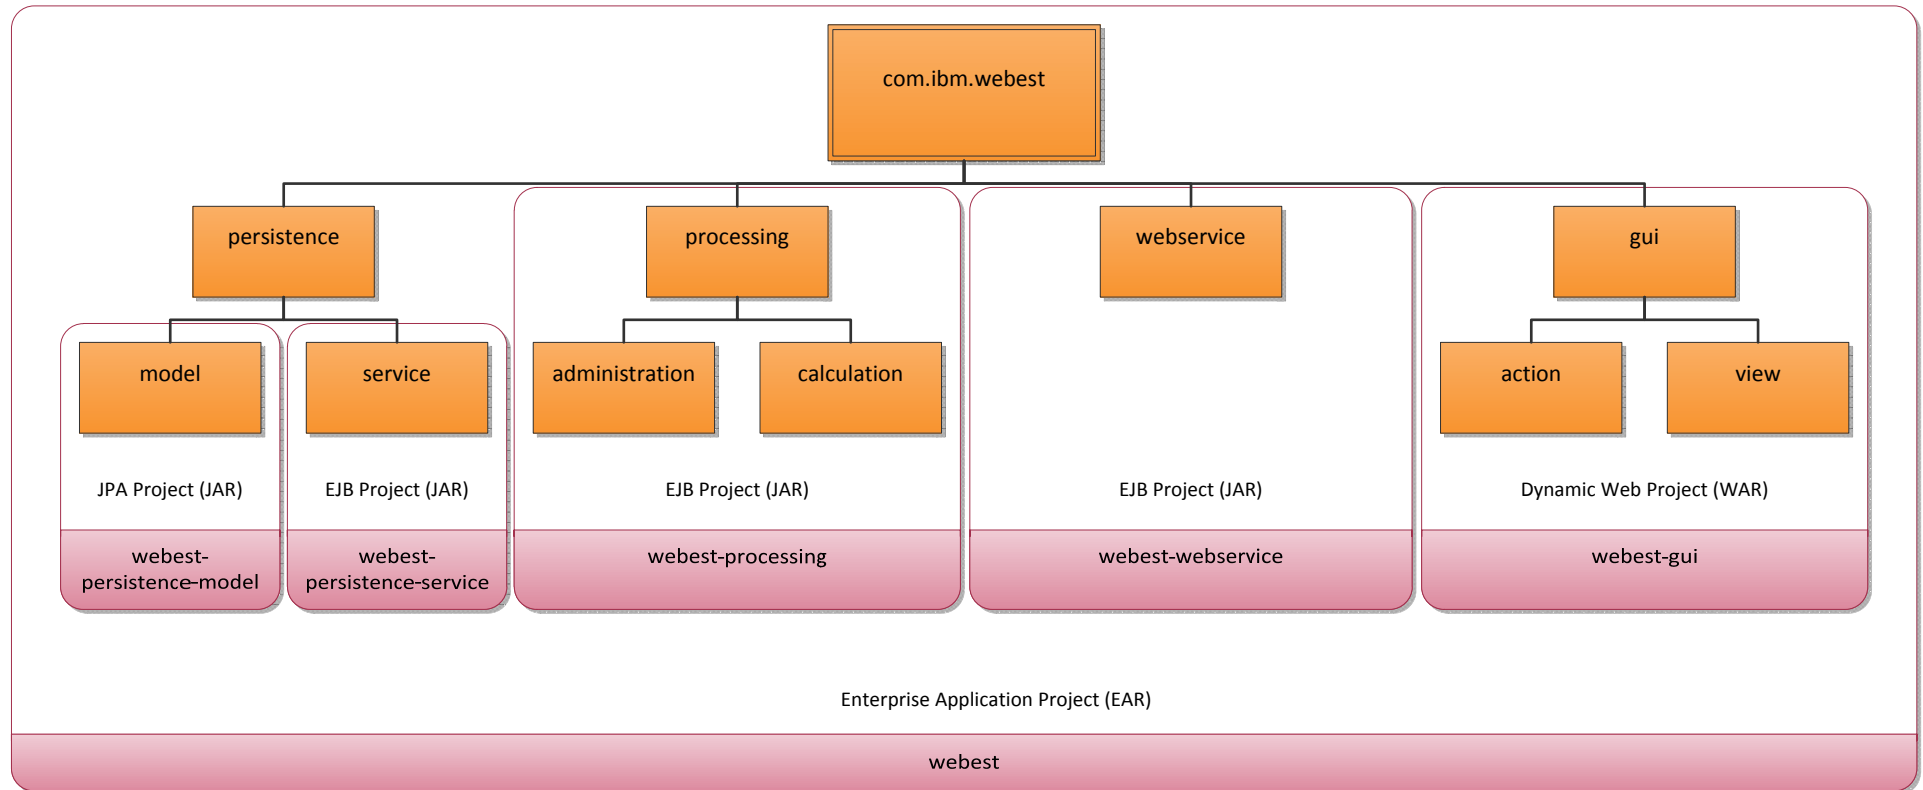 com.ibm.webest
persistence
processing
webservice
gui
model
service
administration
calculation
action
view
JPA Project (JAR)
EJB Project (JAR)
EJB Project (JAR)
EJB Project (JAR)
Dynamic Web Project (WAR)
webest-
persistence-model
webest-
persistence-service
webest-processing
webest-webservice
webest-gui
Enterprise Application Project (EAR)
webest